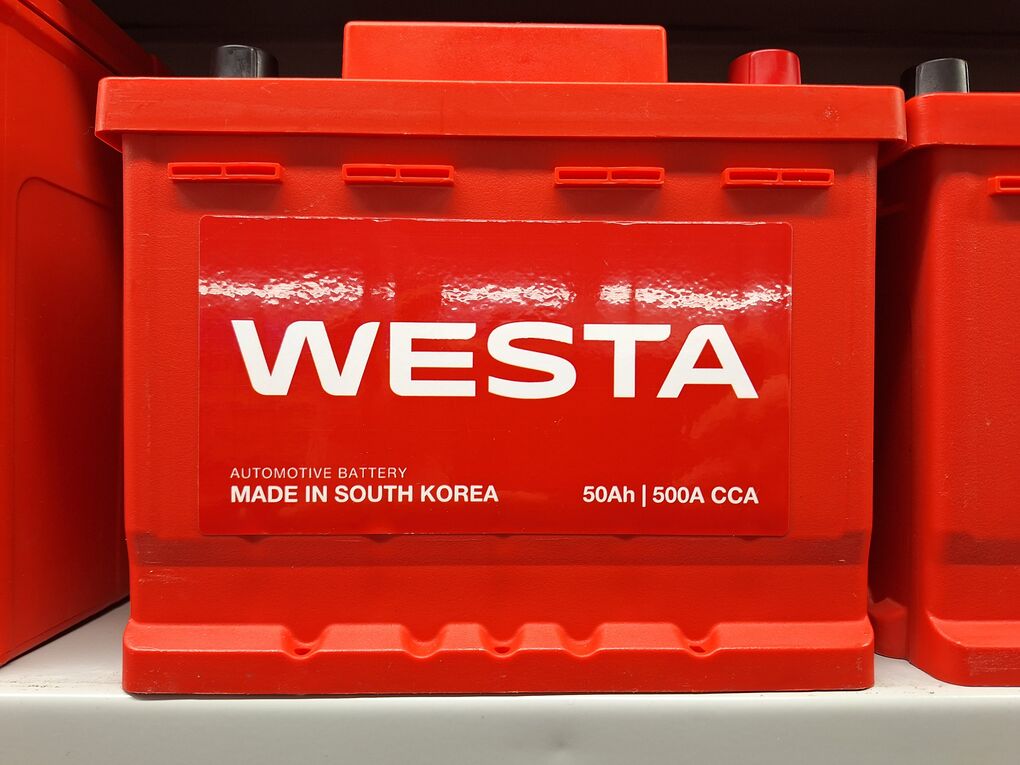 WESTA
AUTOMOTIVE BATTERY
MADE IN SOUTH KOREA
50Ah | 500A CCA